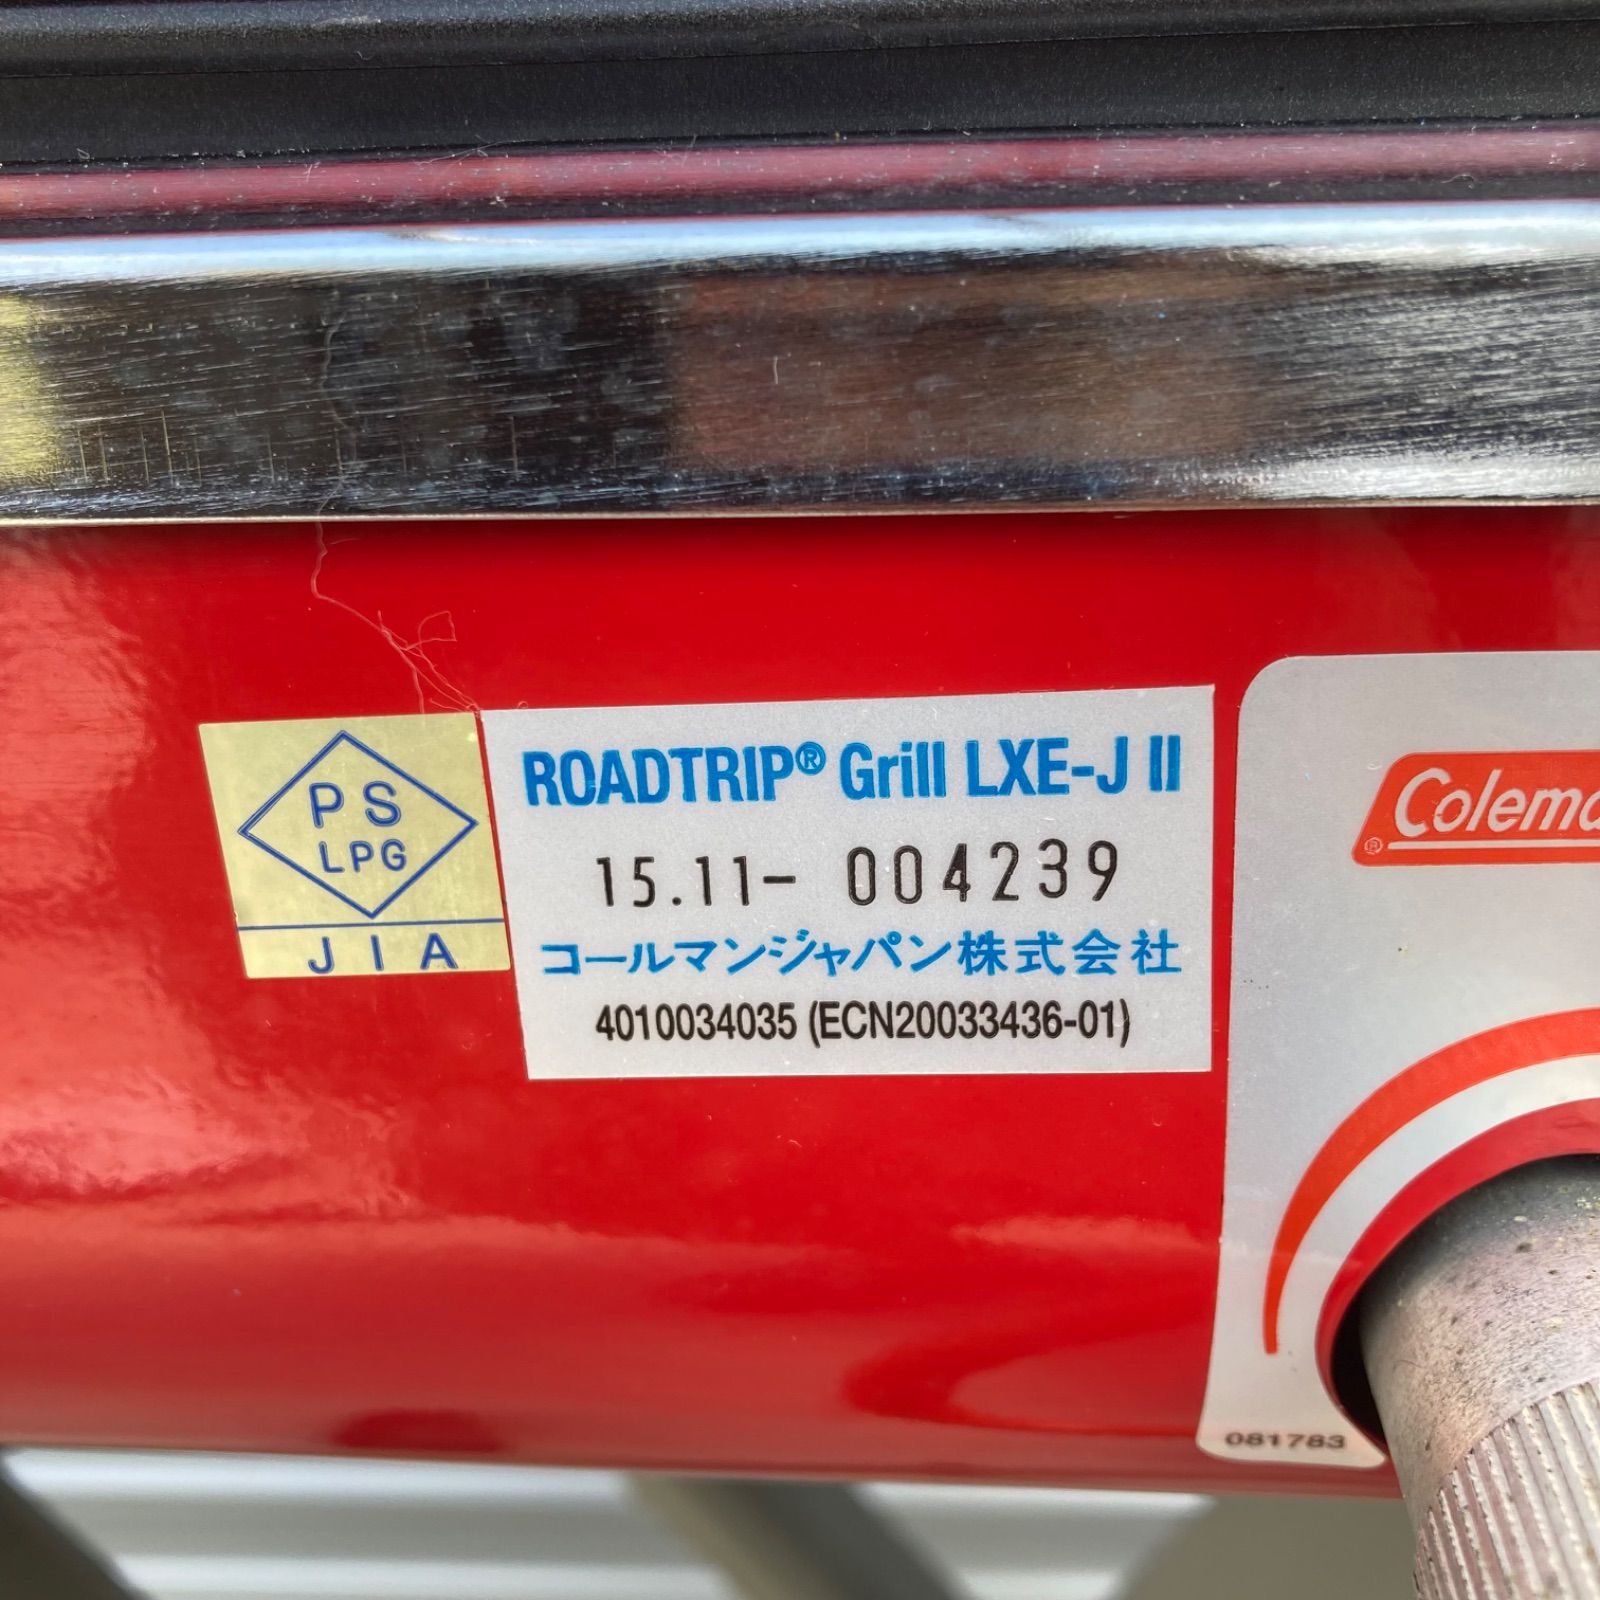 PS
LPG
JIA
ROADTRIP® Grill LXE-J II
15.11- 004239
コールマンジャパン株式会社
4010034035 (ECN20033436-01)
®Colema
081783